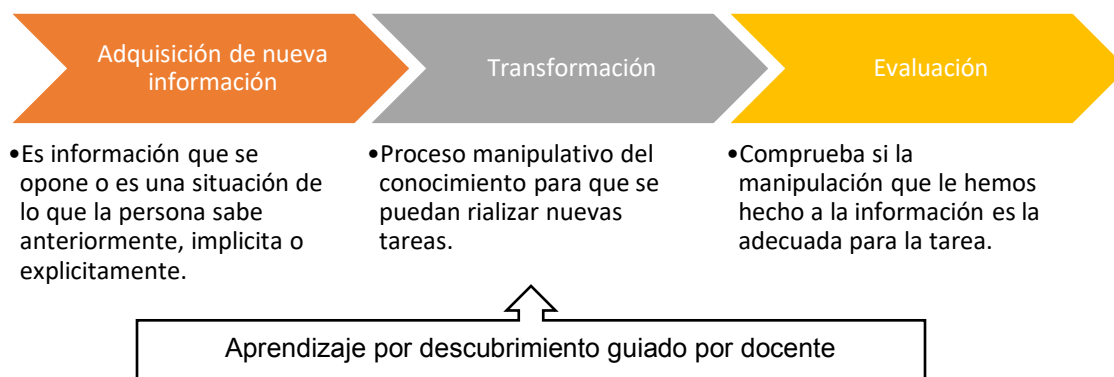 Adquisición de nueva
información
Transformación
Evaluación
•Es información que se
opone o es una situación de
lo que la persona sabe
anteriormente, implicita o
explicitamente.
•Proceso manipulativo del
conocimiento para que se
puedan rializar nuevas
tareas.
•Comprueba si la
manipulación que le hemos
hecho a la información es la
adecuada para la tarea.
Aprendizaje por descubrimiento guiado por docente